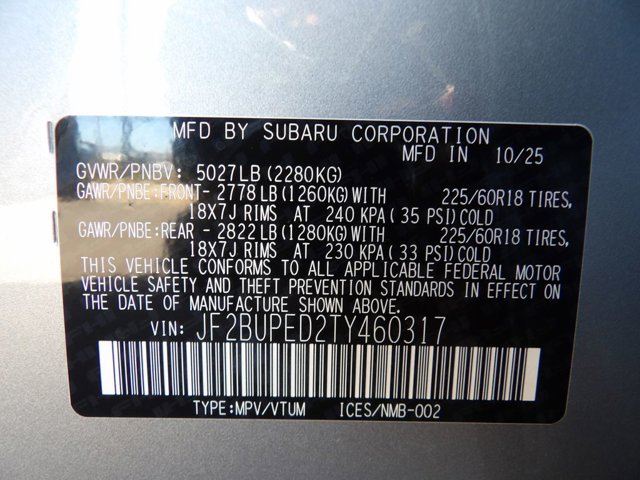 MFD BY SUBARU CORPORATION
MFD IN 10/25
GVWR/PNBV: 5027LB (2280KG)
GAWR/PNBE:FRONT- 2778 LB (1260KG) WITH 225/60R18 TIRES,
18X7J RIMS AT 240 KPA (35 PSI) COLD
GAWR/PNBE:REAR - 2822 LB (1280KG) WITH 225/60R18 TIRES,
18X7J RIMS AT 230 KPA (33 PSI) COLD
THIS VEHICLE CONFORMS TO ALL APPLICABLE FEDERAL MOTOR
VEHICLE SAFETY AND THEFT PREVENTION STANDARDS IN EFFECT ON
THE DATE OF MANUFACTURE SHOWN ABOVE.
VIN: JF2BUPED2TY460317
TYPE:MPV/VTUM ICES/NMB-002